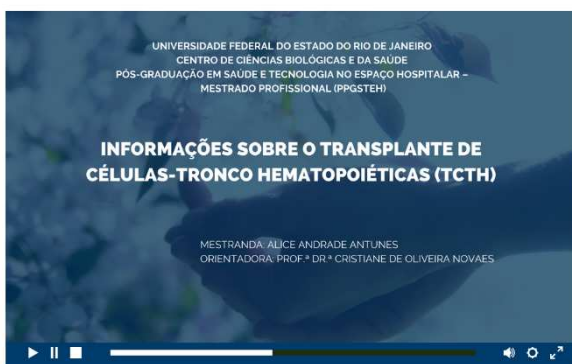 UNIVERSIDADE FEDERAL DO ESTADO DO RIO DE JANEIRO
CENTRO DE CIÊNCIAS BIOLÓGICAS E DA SAÚDE
PÓS-GRADUAÇÃO EM SAÚDE E TECNOLOGIA NO ESPAÇO HOSPITALAR –
MESTRADO PROFISSIONAL (PPGSTEH)
INFORMAÇÕES SOBRE O TRANSPLANTE DE
CÉLULAS-TRONCO HEMATOPOIÉTICAS (TCTH)
MESTRANDA: ALICE ANDRADE ANTUNES
ORIENTADORA: PROF.ª DR.ª CRISTIANE DE OLIVEIRA NOVAES